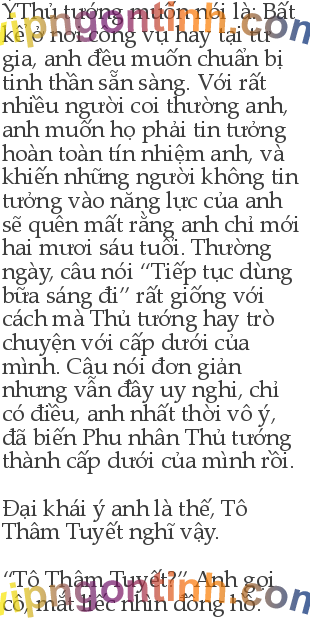 ÝThủ tướng muốn nói là: Bất
kể ở nơi công vụ hay tại tư
gia, anh đều muốn chuẩn bị
tinh thần sẵn sàng. Với rất
nhiều người coi thường anh,
anh muốn họ phải tin tưởng
hoàn toàn tín nhiệm anh, và
khiến những người không tin
tưởng vào năng lực của anh
sẽ quên mất rằng anh chỉ mới
hai mươi sáu tuổi. Thường
ngày, câu nói “Tiếp tục dùng
bữa sáng đi” rất giống với
cách mà Thủ tướng hay trò
chuyện với cấp dưới của
mình. Câu nói đơn giản
nhưng vẫn đầy uy nghi, chỉ
có điều, anh nhất thời vô ý,
đã biến Phu nhân Thủ tướng
thành cấp dưới của mình rồi.
Đại khái ý anh là thế, Tô
Thâm Tuyết nghĩ vậy.
“Tô Thâm Tuyết?” Anh gọi
cô, mắt liếc nhìn đồng hồ.
vipngontinh.com
vipngontinh.com